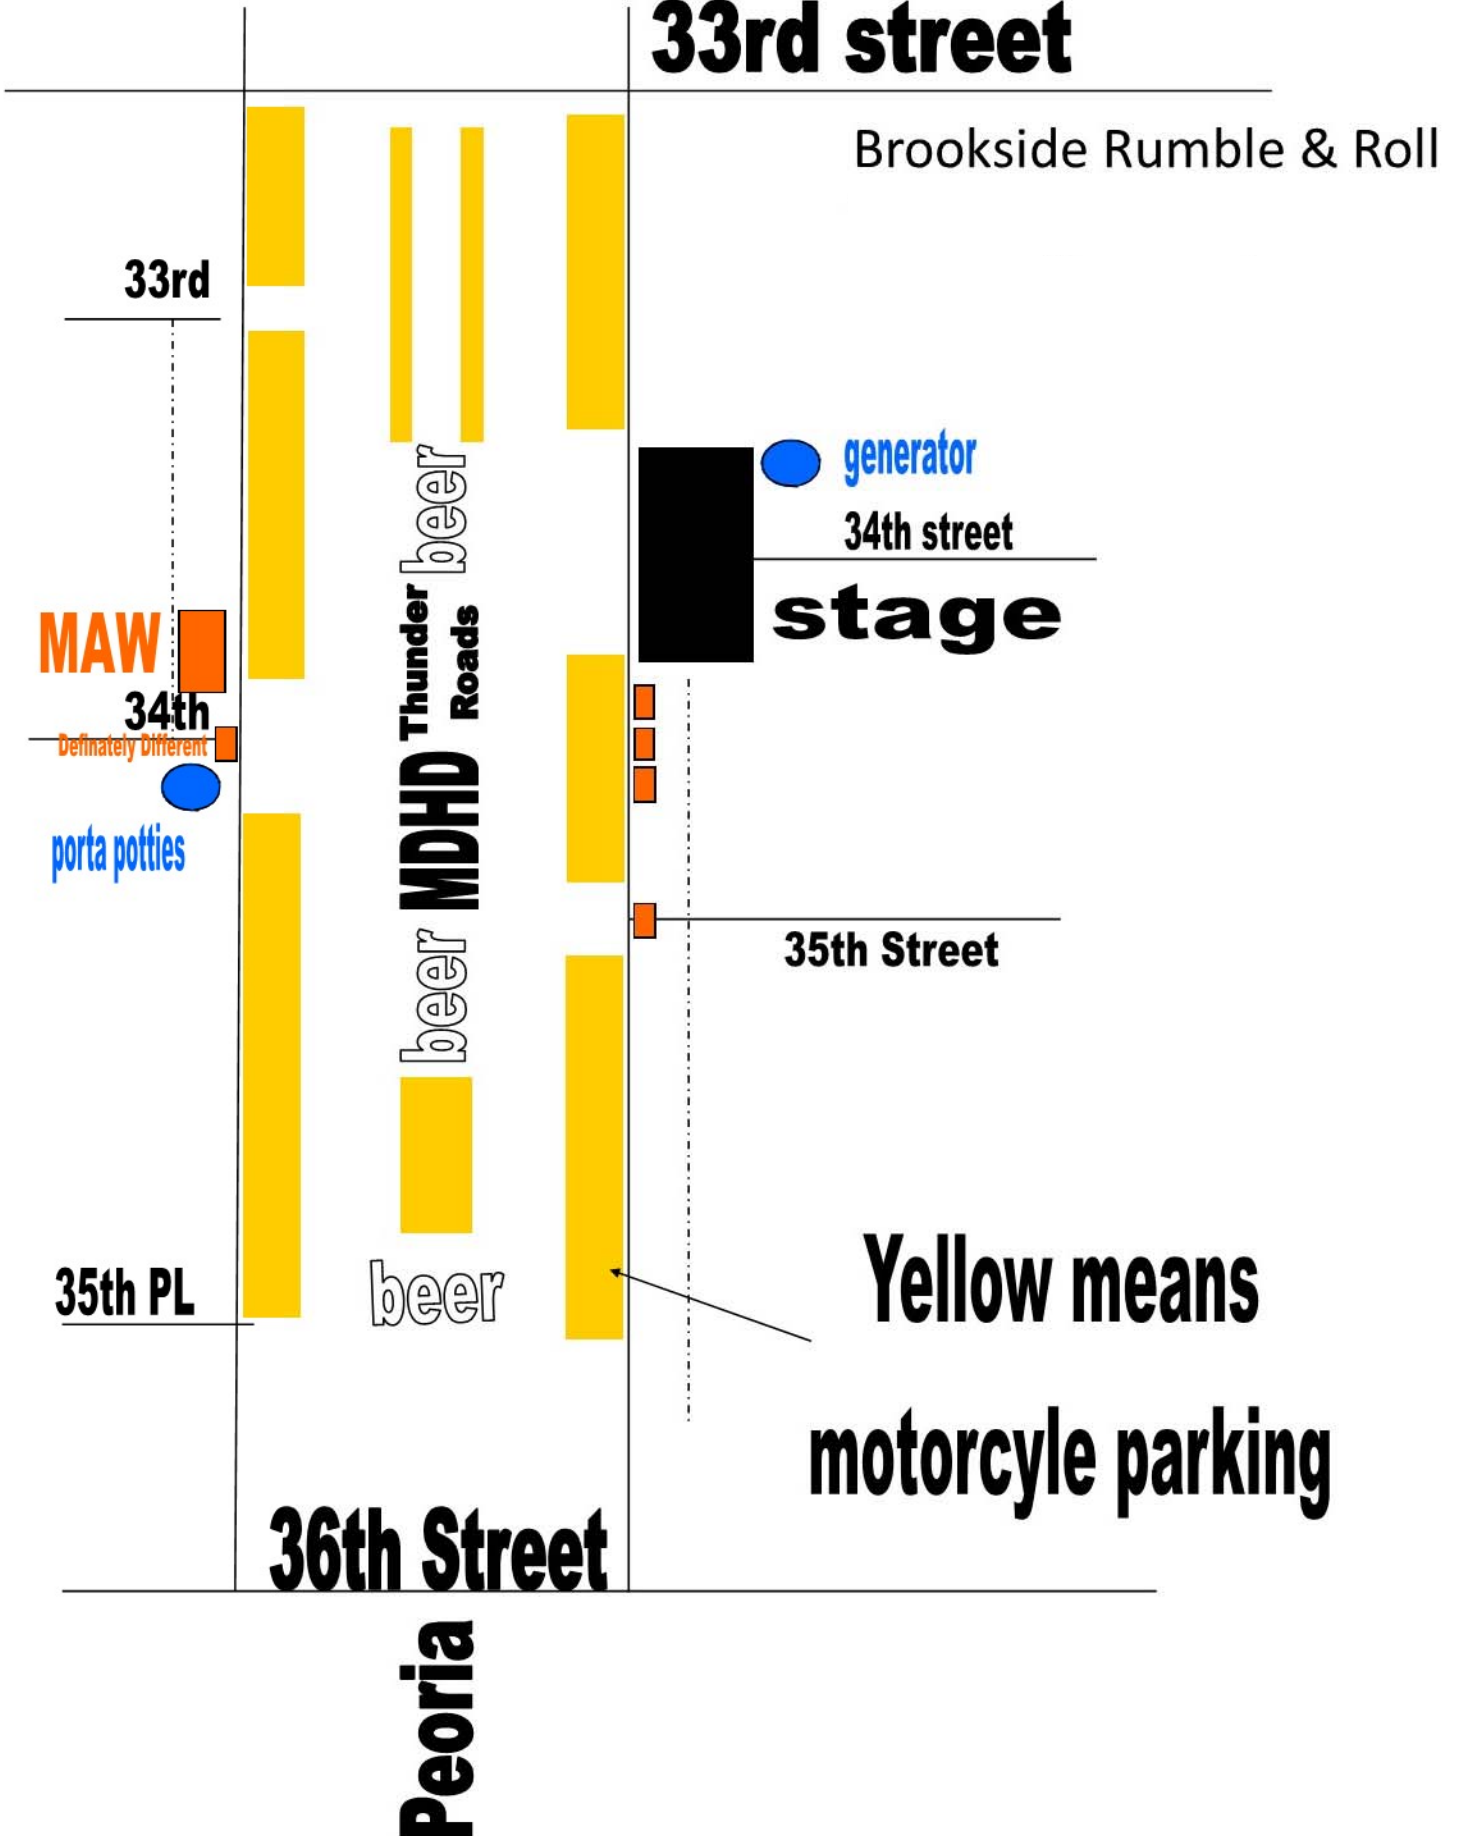 33rd street
Brookside Rumble & Roll
33rd
beer
generator
34th street
Thunder
Roads
stage
MAW
34th
Definately Different
MDHD
porta potties
beer
35th Street
Yellow means
35th PL
beer
motorcyle parking
36th Street
Peoria